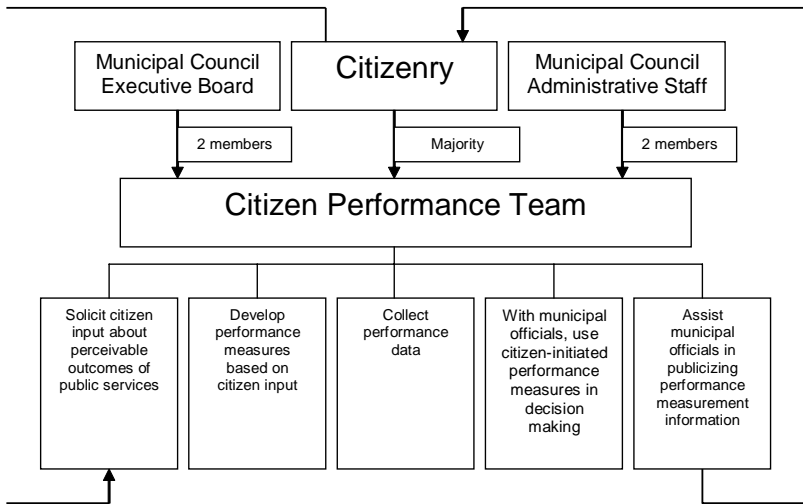 Municipal Council
Executive Board
Citizenry
Municipal Council
Administrative Staff
2 members
Majority
2 members
Citizen Performance Team
Solicit citizen
input about
perceivable
outcomes of
public services
Develop
performance
measures
based on
citizen input
Collect
performance
data
With municipal
officials, use
citizen-initiated
performance
measures in
decision
making
Assist
municipal
officials in
publicizing
performance
measurement
information